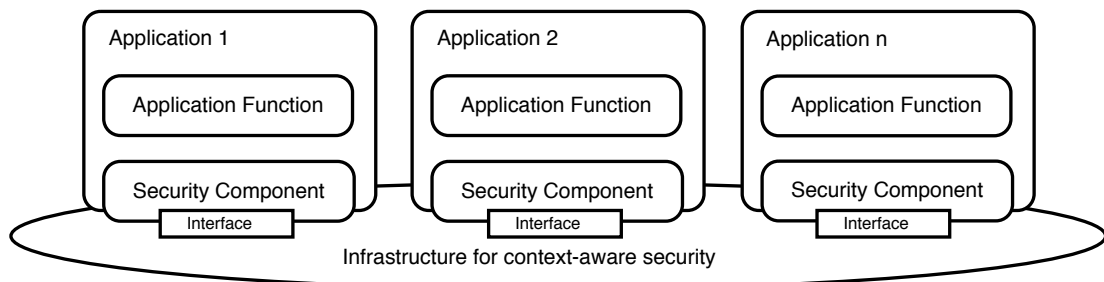 Application 1
Application 2
Application n
Application Function
Application Function
Application Function
Security Component
Security Component
Security Component
Interface
Interface
Interface
Infrastructure for context-aware security